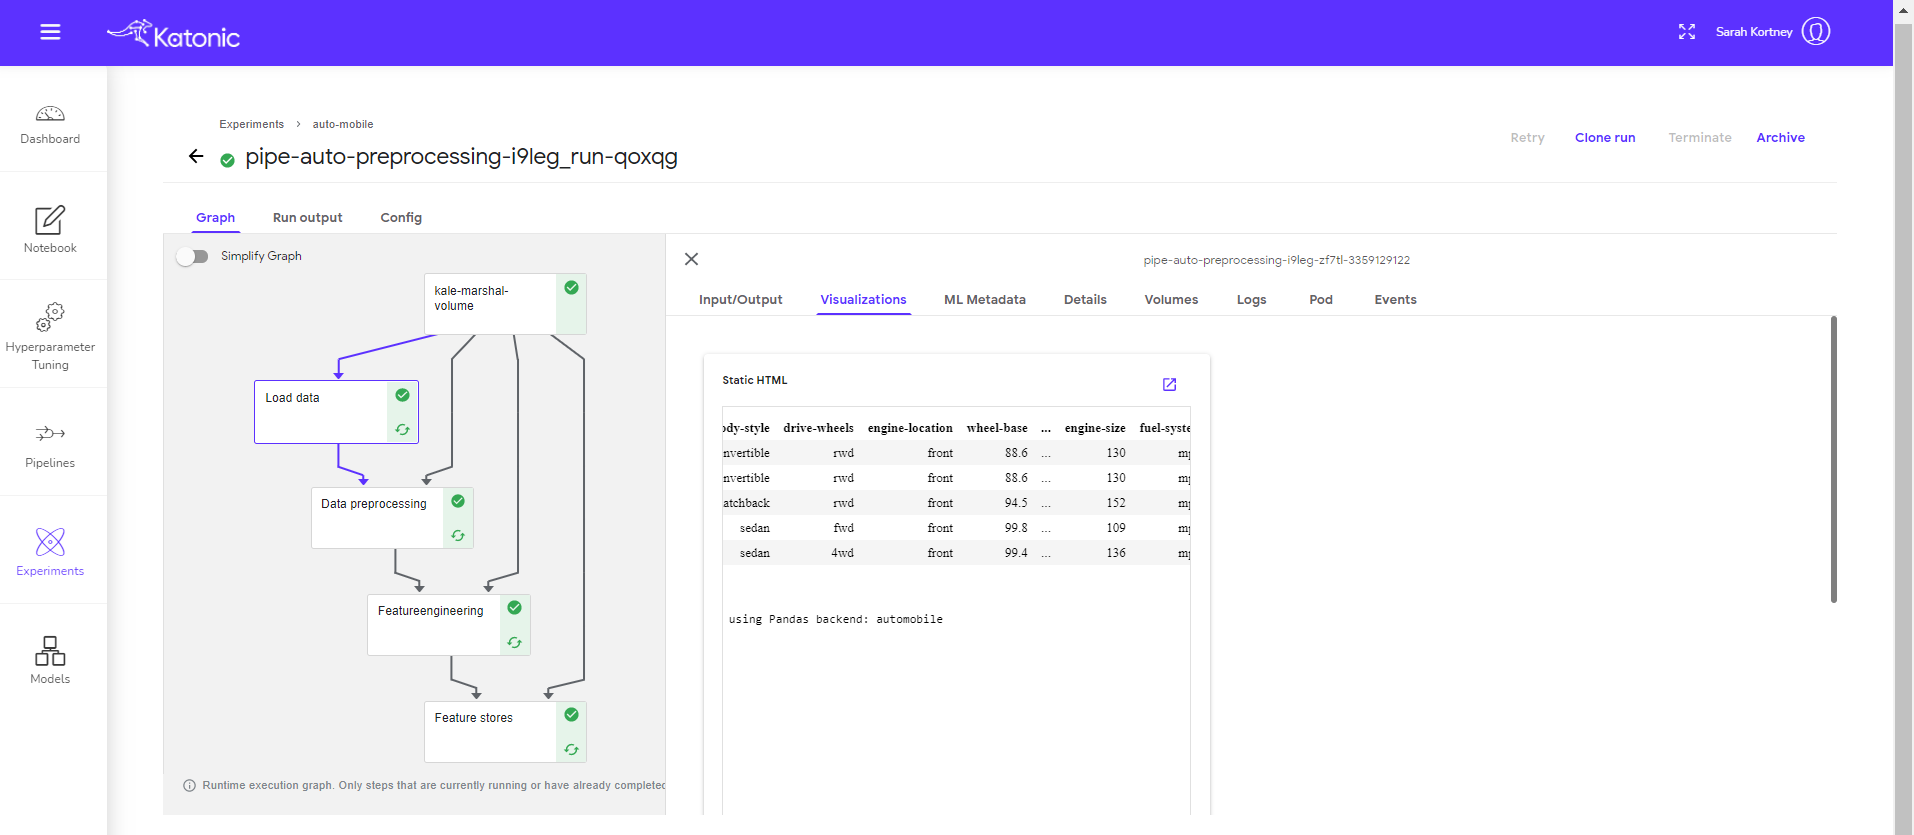 Katonic
Sarah Kortney
Dashboard
Notebook
Hyperparameter
Tuning
Pipelines
Experiments
Models
Experiments > auto-mobile
pipe-auto-preprocessing-i9leg_run-qoxqg
Retry Clone run Terminate Archive
Graph Run output Config
Simplify Graph
kale-marshal-
volume
Load data
Data preprocessing
Featureengineering
Feature stores
Runtime execution graph. Only steps that are currently running or have already completed
pipe-auto-preprocessing-i9leg-zf7tl-3359129122
Input/Output Visualizations ML Metadata Details Volumes Logs Pod Events
Static HTML
ody-style drive-wheels engine-location wheel-base ... engine-size fuel-syste
nvertible rwd front 88.6 ... 130 mp
nvertible rwd front 88.6 ... 130 mp
atchback rwd front 94.5 ... 152 mp
sedan fwd front 99.8 ... 109 mp
sedan 4wd front 99.4 ... 136 mp
using Pandas backend: automobile